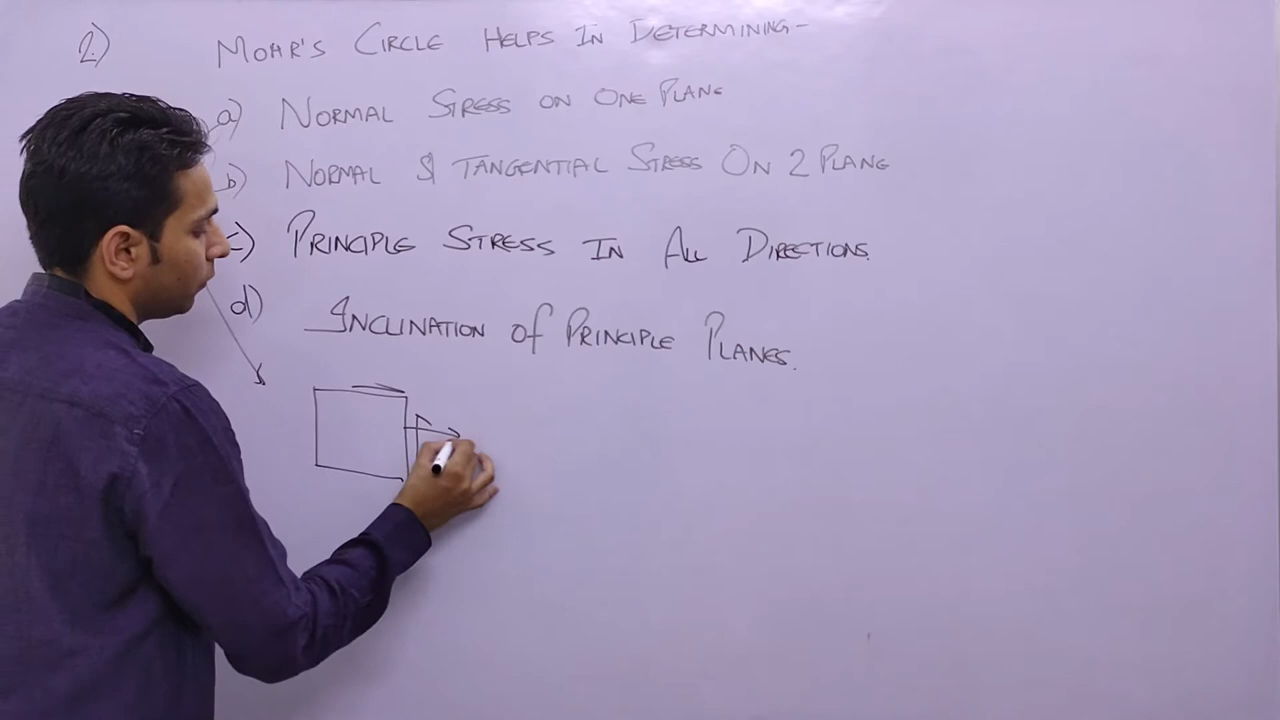 2.) MOHR'S CIRCLE HELPS IN DETERMINING-
a) NORMAL STRESS ON ONE PLANE
b) NORMAL & TANGENTIAL STRESS ON 2 PLANE
c) PRINCIPLE STRESS IN ALL DIRECTIONS.
d) INCLINATION of PRINCIPLE PLANES.